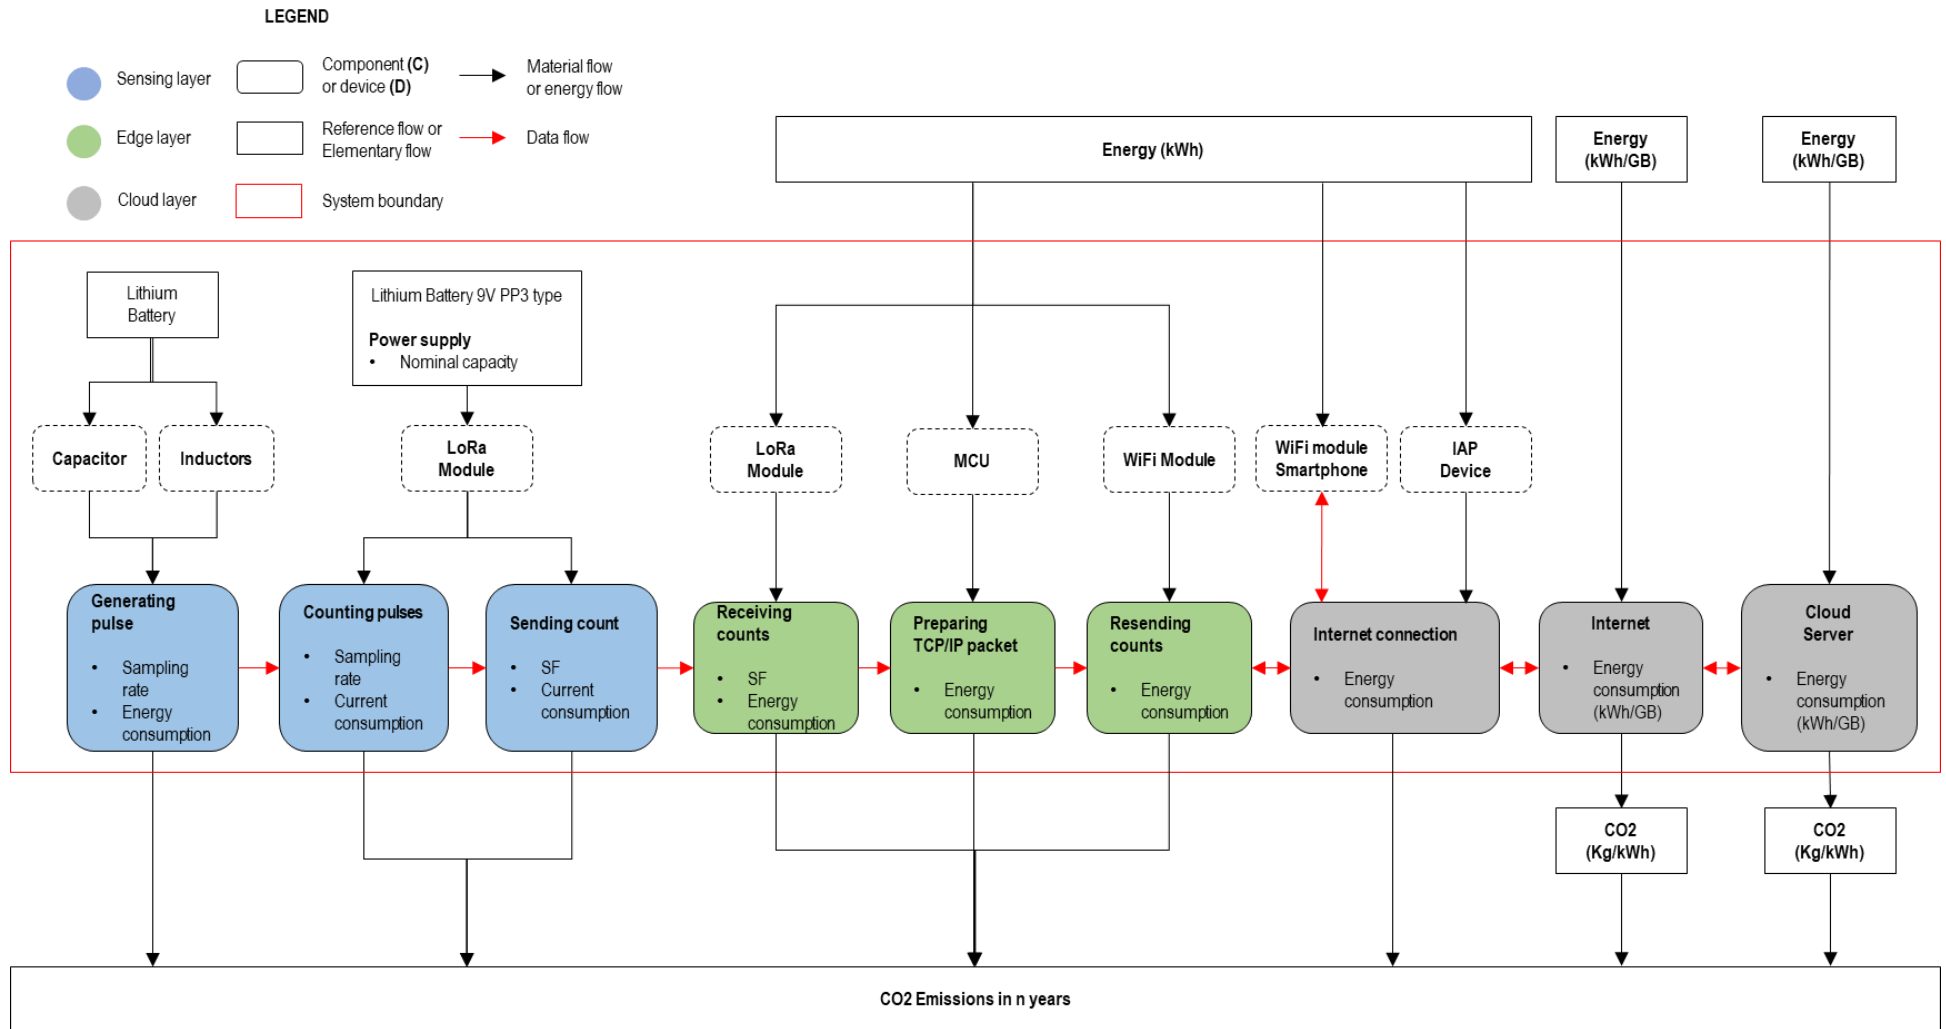 LEGEND
Sensing layer
Component (C)
or device (D)
Material flow
or energy flow
Edge layer
Reference flow or
Elementary flow
Data flow
Cloud layer
System boundary
Energy (kWh)
Energy
(kWh/GB)
Energy
(kWh/GB)
Lithium
Battery
Lithium Battery 9V PP3 type
Power supply
• Nominal capacity
Capacitor
Inductors
LoRa
Module
LoRa
Module
MCU
WiFi Module
WiFi module
Smartphone
IAP
Device
Generating
pulse
• Sampling
rate
• Energy
consumption
Counting pulses
• Sampling
rate
• Current
consumption
Sending count
• SF
• Current
consumption
Receiving
counts
• SF
• Energy
consumption
Preparing
TCP/IP packet
• Energy
consumption
Resending
counts
• Energy
consumption
Internet connection
• Energy
consumption
Internet
• Energy
consumption
(kWh/GB)
Cloud
Server
• Energy
consumption
(kWh/GB)
CO2
(Kg/kWh)
CO2
(Kg/kWh)
CO2 Emissions in n years